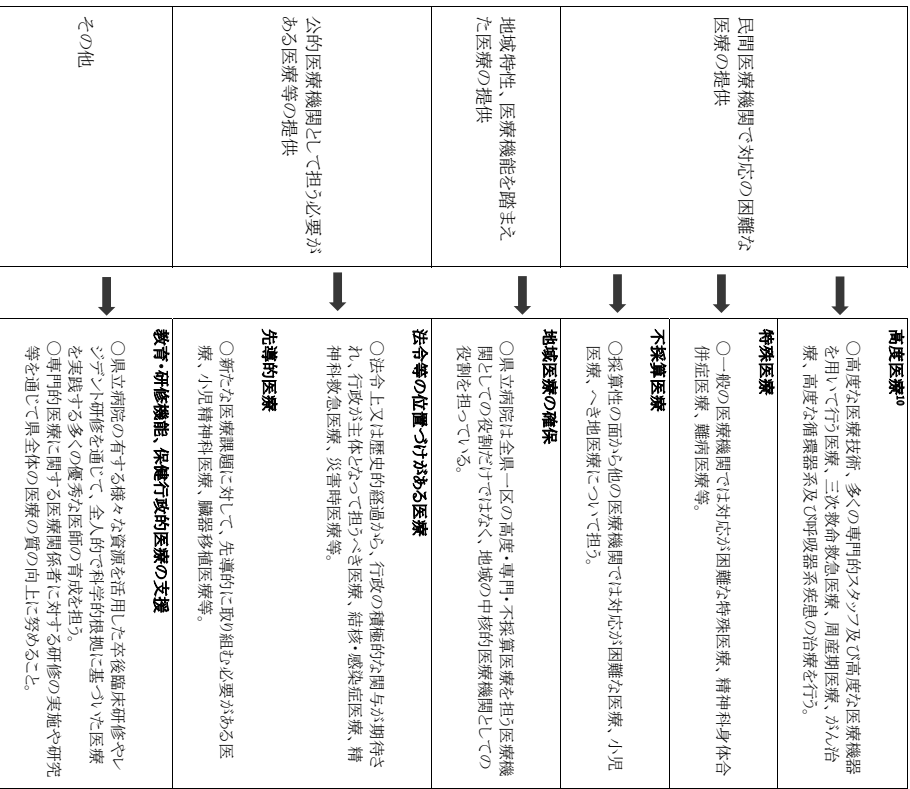 民間医療機関で対応の困難な
医療の提供
高度医療10
○高度な医療技術、多くの専門的スタッフ及び高度な医療機器
を用いて行う医療、三次救命救急医療、周産期医療、がん治
療、高度な循環器系及び呼吸器系疾患の治療を行う。
特殊医療
○一般の医療機関では対応が困難な特殊医療、精神科身体合
併症医療、難病医療等。
不採算医療
○採算性の面から他の医療機関では対応が困難な医療、小児
医療、へき地医療について担う。
地域特性、医療機能を踏まえ
た医療の提供
地域医療の確保
○県立病院は全県一区の高度・専門・不採算医療を担う医療機
関としての役割だけではなく、地域の中核的医療機関としての
役割を担っている。
公的医療機関として担う必要が
ある医療等の提供
法令等の位置づけがある医療
○法令上又は歴史的経過から、行政の積極的な関与が期待さ
れ、行政が主体となって担うべき医療、結核・感染症医療、精
神科救急医療、災害時医療等。
先導的医療
○新たな医療課題に対して、先導的に取り組む必要がある医
療、小児精神科医療、臓器移植医療等。
その他
教育・研修機能、保健行政的医療の支援
○県立病院の有する様々な資源を活用した卒後臨床研修やレ
ジデント研修を通じて、全人的で科学的根拠に基づいた医療
を実践する多くの優秀な医師の育成を担う。
○専門的医療に関する医療関係者に対する研修の実施や研究
等を通じて県全体の医療の質の向上に努めること。